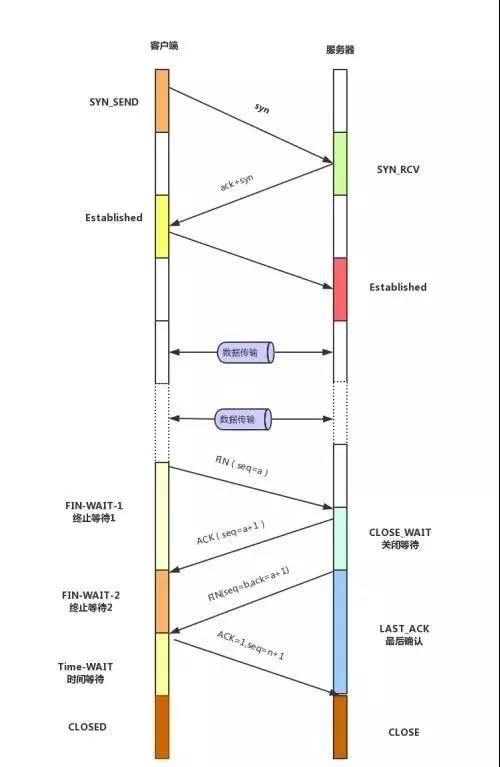 客户端
服务器
SYN_SEND
syn
SYN_RCV
ack+syn
Established
Established
数据传输
数据传输
FIN ( seq=a )
FIN-WAIT-1
终止等待1
ACK ( seq=a+1 )
CLOSE_WAIT
关闭等待
FIN(seq=b,ack=a+1)
FIN-WAIT-2
终止等待2
LAST_ACK
最后确认
ACK=1,seq=n+1
Time-WAIT
时间等待
CLOSED
CLOSE